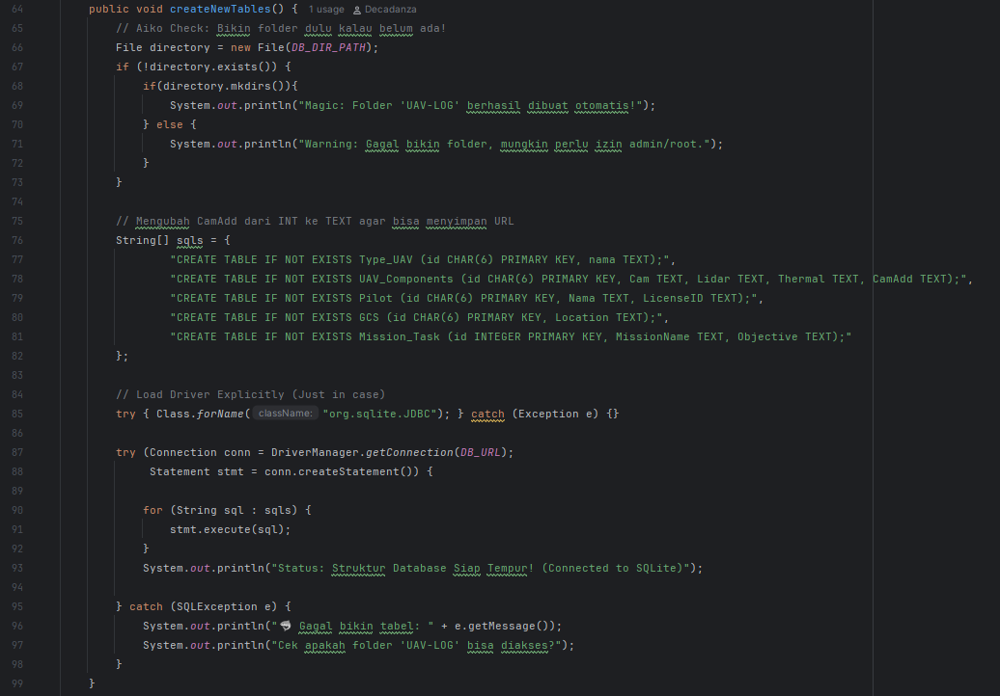 64 public void createNewTables() { 1 usage Decadanza
65 // Aiko Check: Bikin folder dulu kalau belum ada!
66 File directory = new File(DB_DIR_PATH);
67 if (!directory.exists()) {
68 if(directory.mkdirs()){
69 System.out.println("Magic: Folder 'UAV-LOG' berhasil dibuat otomatis!");
70 } else {
71 System.out.println("Warning: Gagal bikin folder, mungkin perlu izin admin/root.");
72 }
73 }
74
75 // Mengubah CamAdd dari INT ke TEXT agar bisa menyimpan URL
76 String[] sqls = {
77 "CREATE TABLE IF NOT EXISTS Type_UAV (id CHAR(6) PRIMARY KEY, nama TEXT);",
78 "CREATE TABLE IF NOT EXISTS UAV_Components (id CHAR(6) PRIMARY KEY, Cam TEXT, Lidar TEXT, Thermal TEXT, CamAdd TEXT);",
79 "CREATE TABLE IF NOT EXISTS Pilot (id CHAR(6) PRIMARY KEY, Nama TEXT, LicenseID TEXT);",
80 "CREATE TABLE IF NOT EXISTS GCS (id CHAR(6) PRIMARY KEY, Location TEXT);",
81 "CREATE TABLE IF NOT EXISTS Mission_Task (id INTEGER PRIMARY KEY, MissionName TEXT, Objective TEXT);"
82 };
83
84 // Load Driver Explicitly (Just in case)
85 try { Class.forName( className: "org.sqlite.JDBC"); } catch (Exception e) {}
86
87 try (Connection conn = DriverManager.getConnection(DB_URL);
88 Statement stmt = conn.createStatement()) {
89
90 for (String sql : sqls) {
91 stmt.execute(sql);
92 }
93 System.out.println("Status: Struktur Database Siap Tempur! (Connected to SQLite)");
94
95 } catch (SQLException e) {
96 System.out.println("🦈 Gagal bikin tabel: " + e.getMessage());
97 System.out.println("Cek apakah folder 'UAV-LOG' bisa diakses?");
98 }
99 }